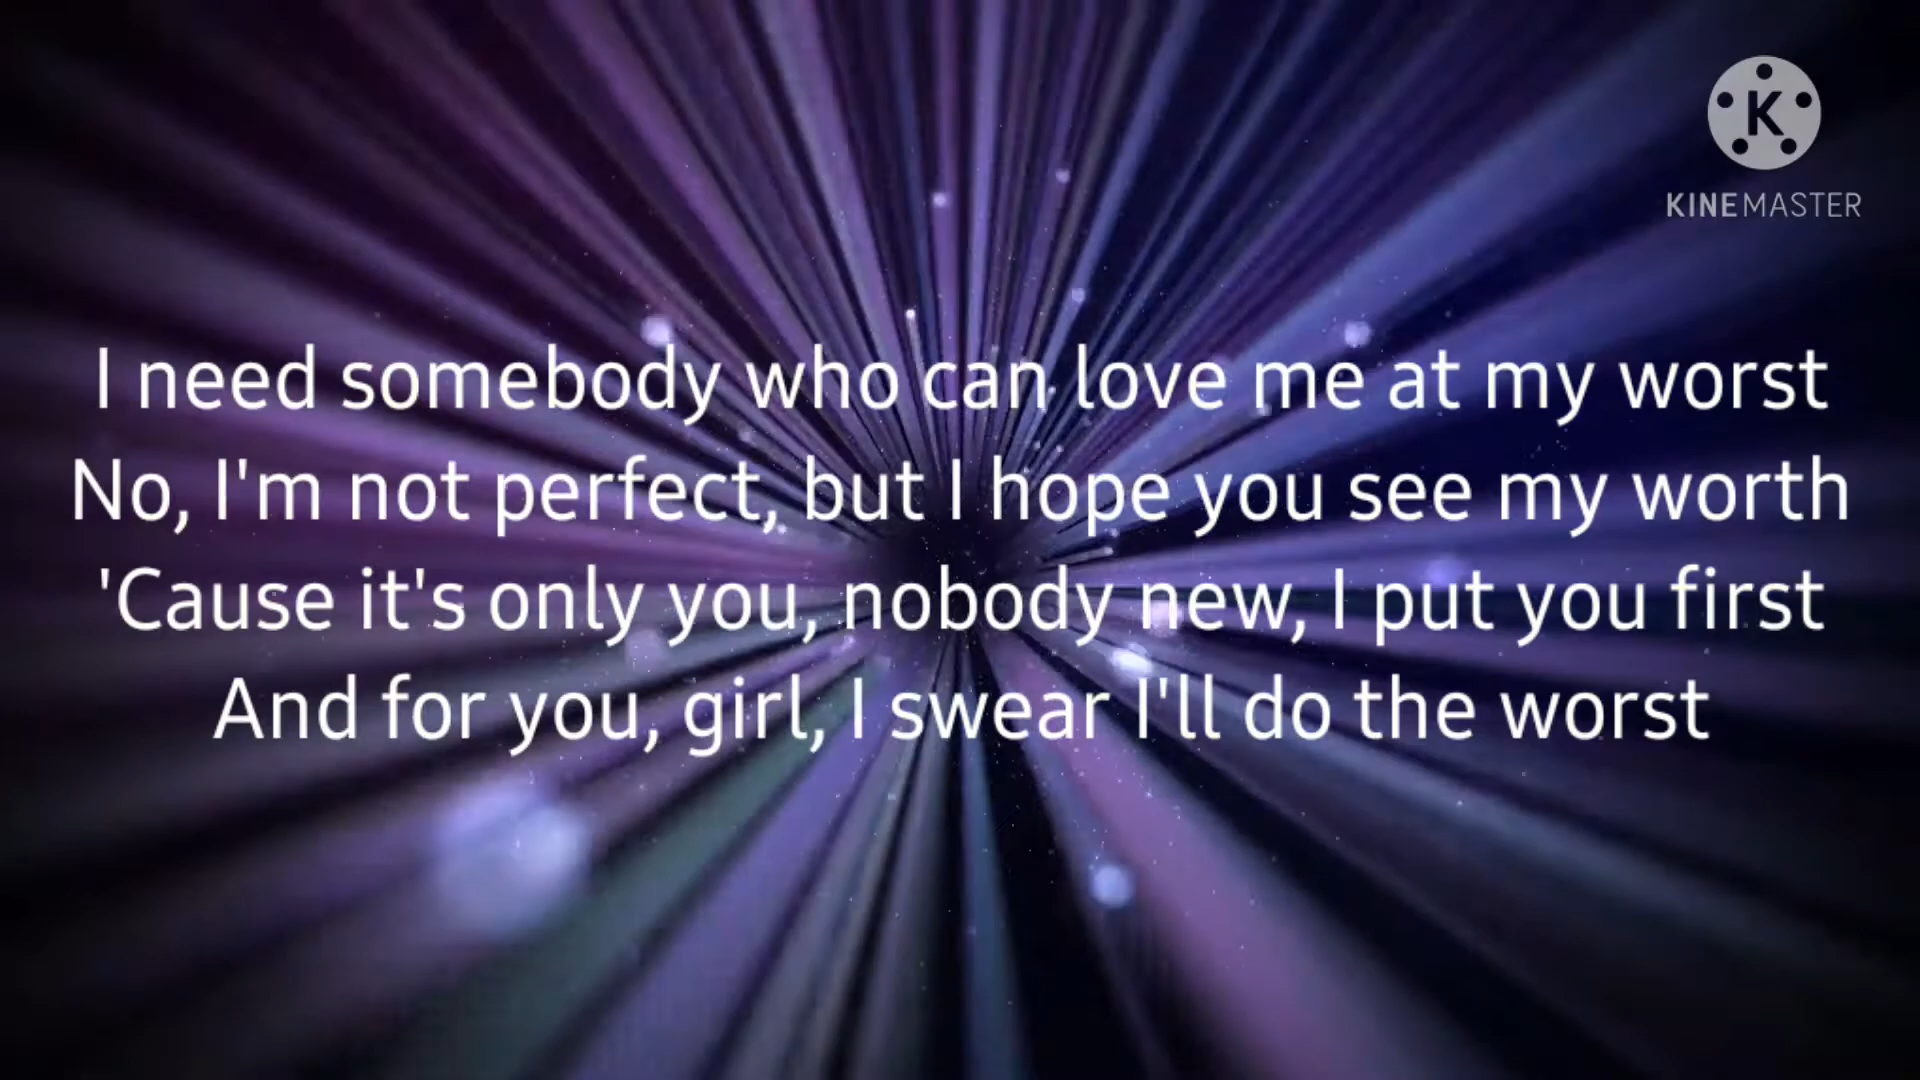 K
KINEMASTER
I need somebody who can love me at my worst
No, I'm not perfect, but I hope you see my worth
'Cause it's only you, nobody new, I put you first
And for you, girl, I swear I'll do the worst